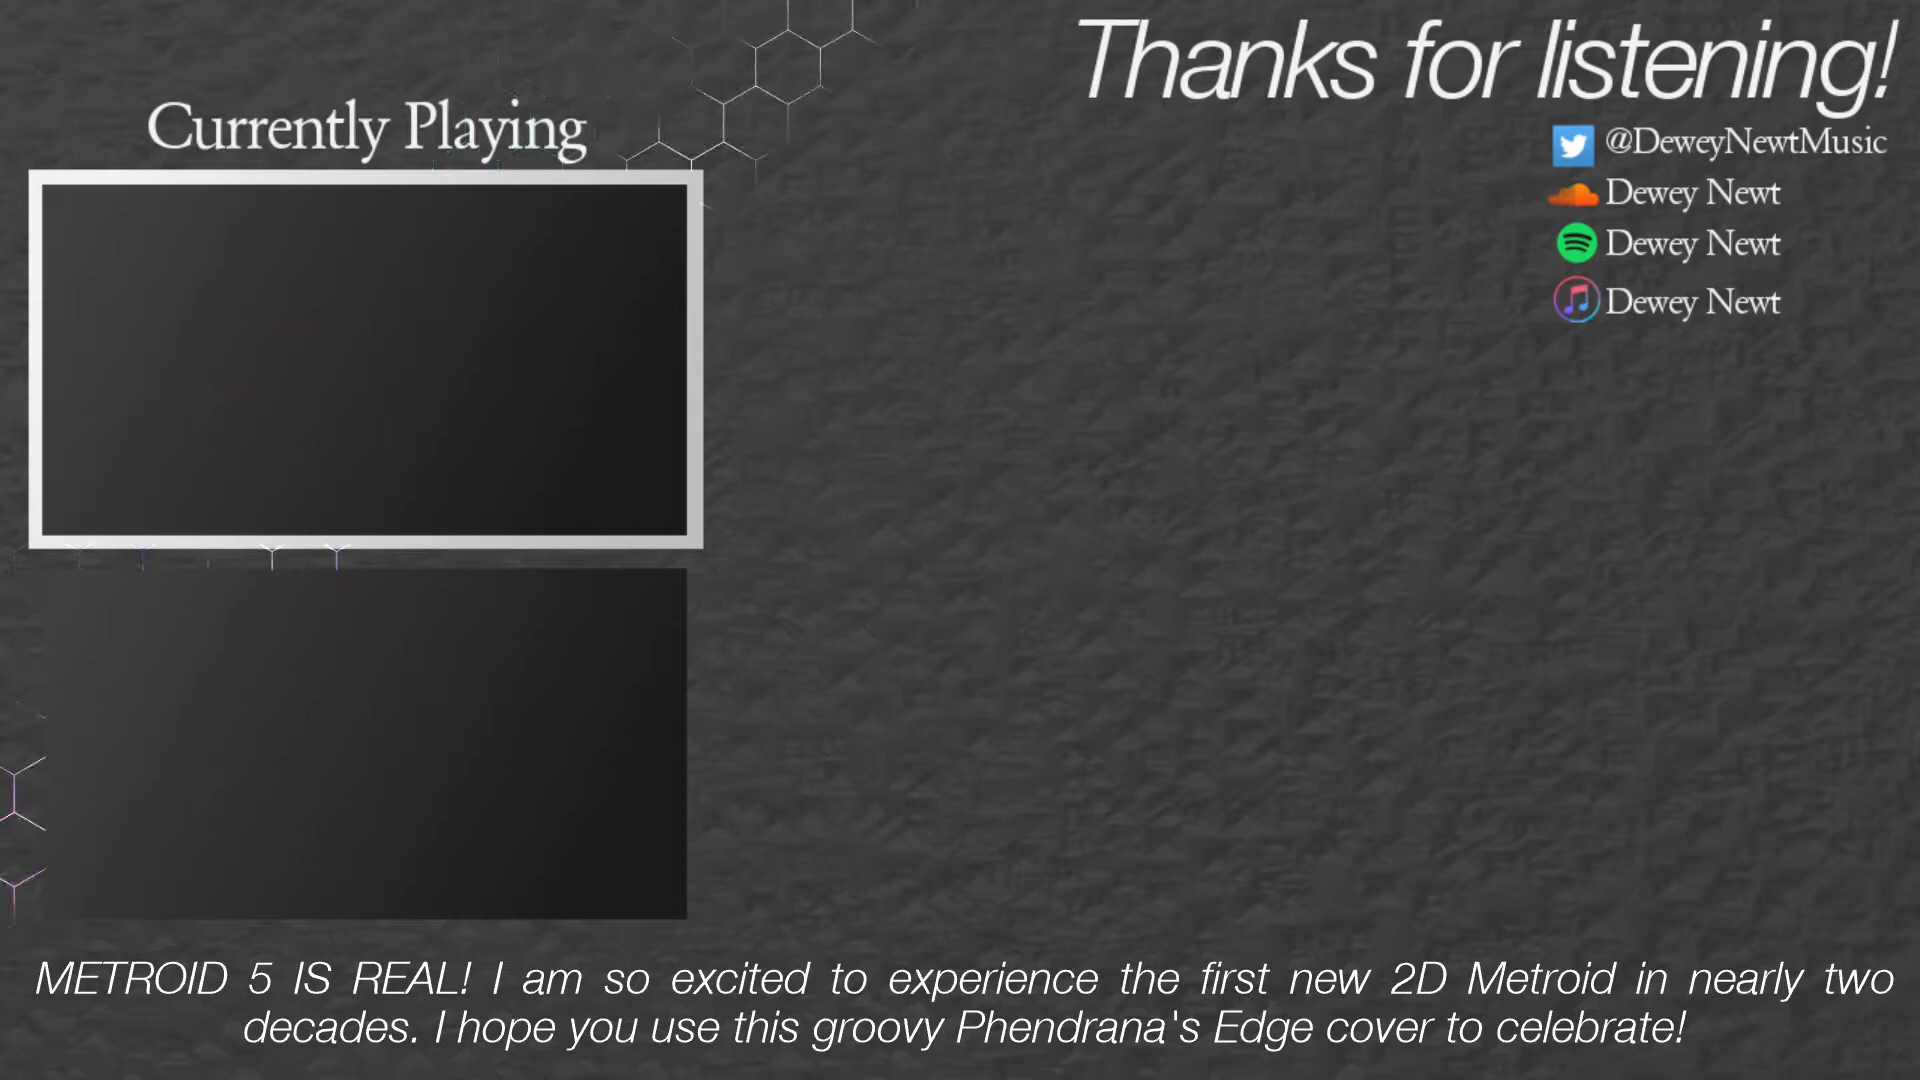 Thanks for listening!
Currently Playing
@DeweyNewtMusic
Dewey Newt
Dewey Newt
Dewey Newt
METROID 5 IS REAL! I am so excited to experience the first new 2D Metroid in nearly two
decades. I hope you use this groovy Phendrana's Edge cover to celebrate!